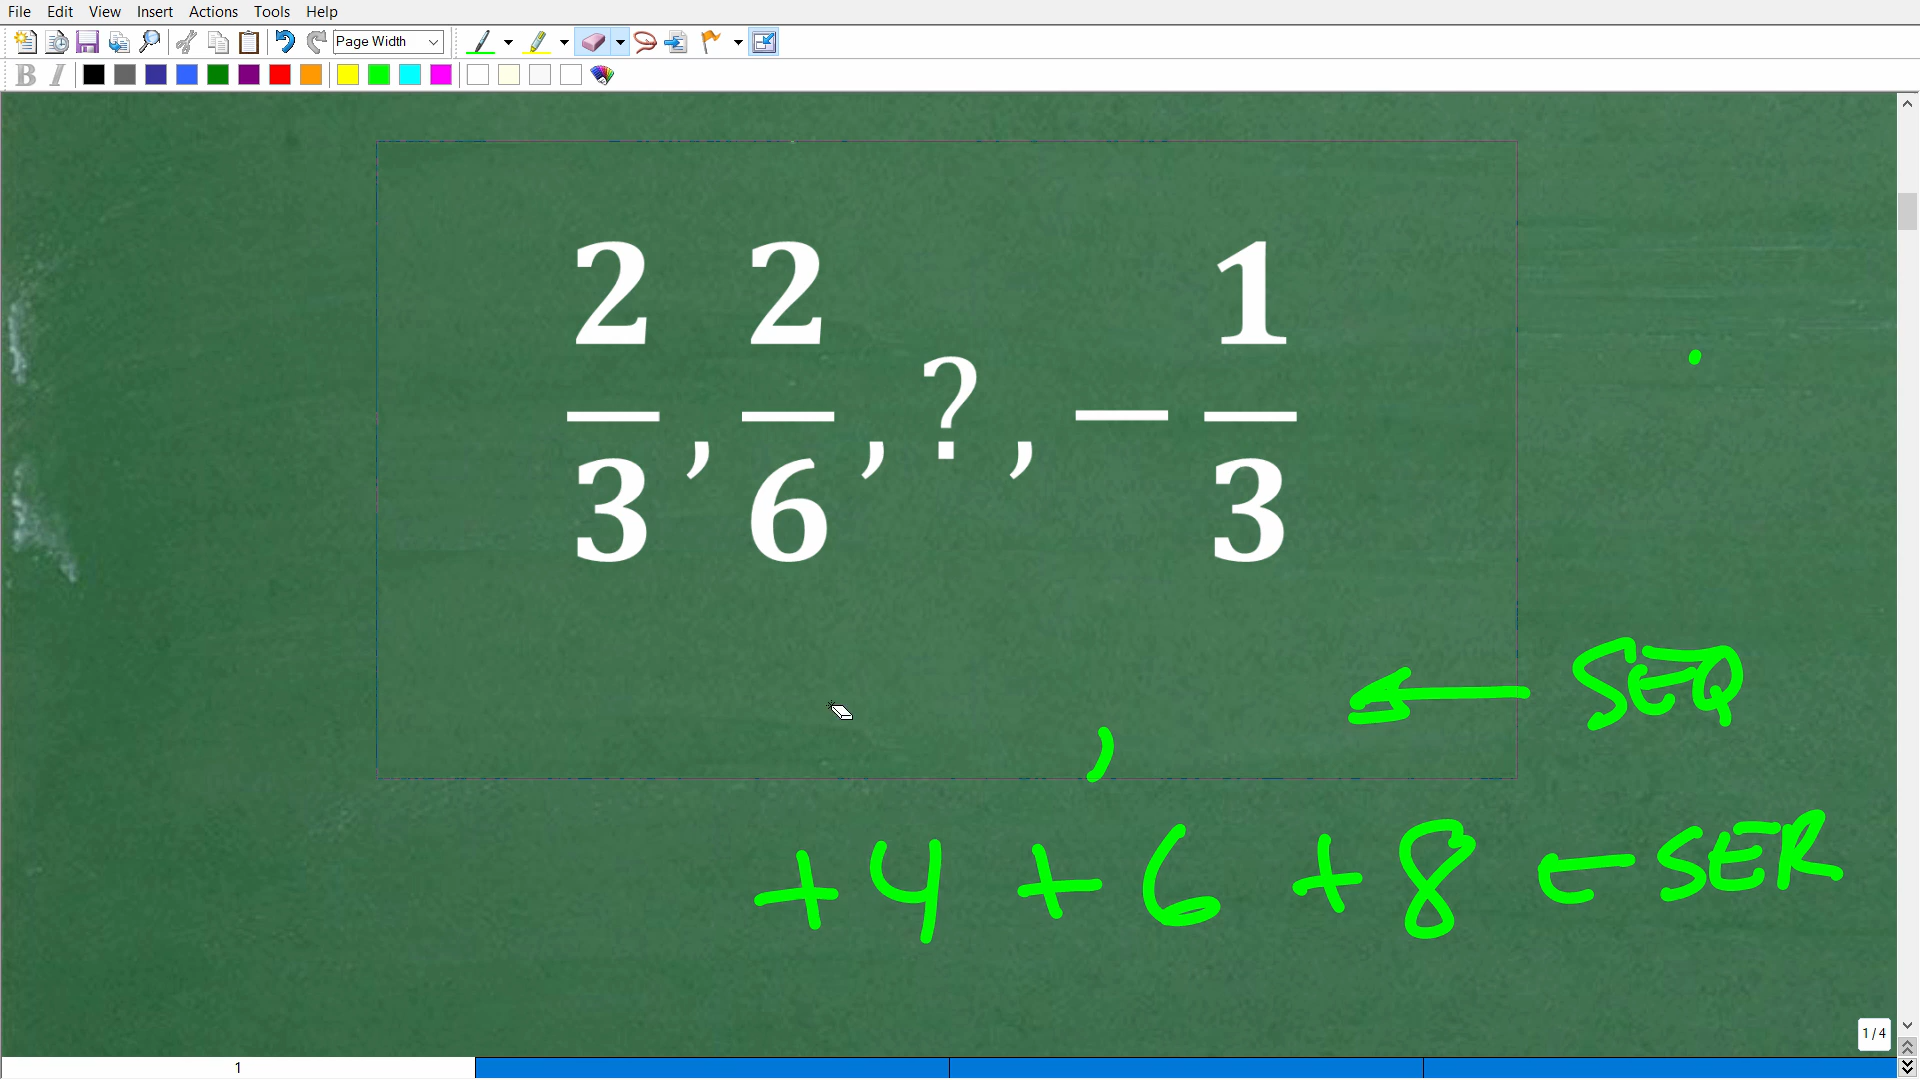 File Edit View Insert Actions Tools Help
Page Width
B I
2/3, 2/6, ?, − 1/3
← SEQ
,
+4 +6 +8 ← SER
1 / 4
1